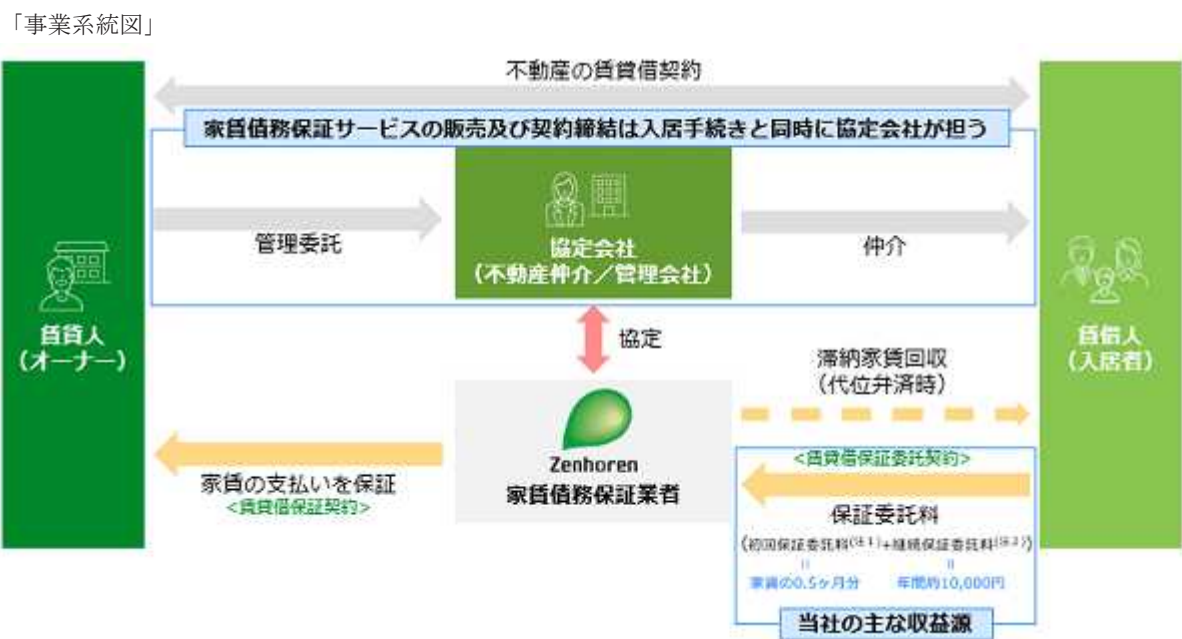 「事業系統図」
不動産の賃貸借契約
家賃債務保証サービスの販売及び契約締結は入居手続きと同時に協定会社が担う
管理委託
協定会社
(不動産仲介／管理会社)
仲介
賃貸人
(オーナー)
賃借人
(入居者)
協定
滞納家賃回収
(代位弁済時)
Zenhoren
家賃債務保証業者
家賃の支払いを保証
<賃貸借保証契約>
<賃貸借保証委託契約>
保証委託料
(初回保証委託料(注1)+継続保証委託料(注2))
=
=
家賃の0.5ヶ月分
年間約10,000円
当社の主な収益源